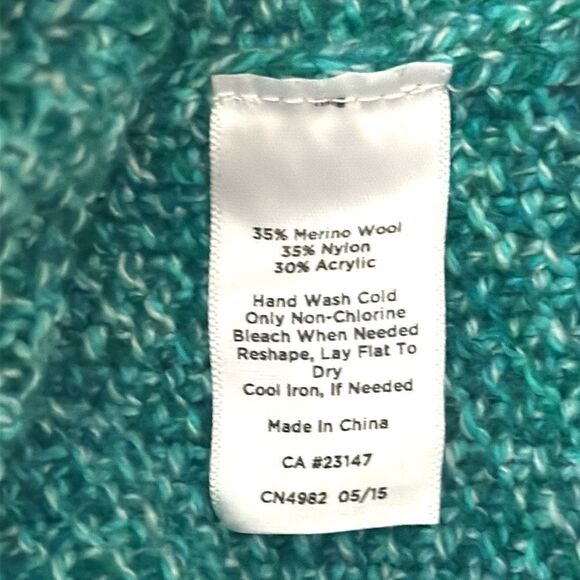 35% Merino Wool
35% Nylon
30% Acrylic
Hand Wash Cold
Only Non-Chlorine
Bleach When Needed
Reshape, Lay Flat To
Dry
Cool Iron, If Needed
Made In China
CA #23147
CN4982 05/15